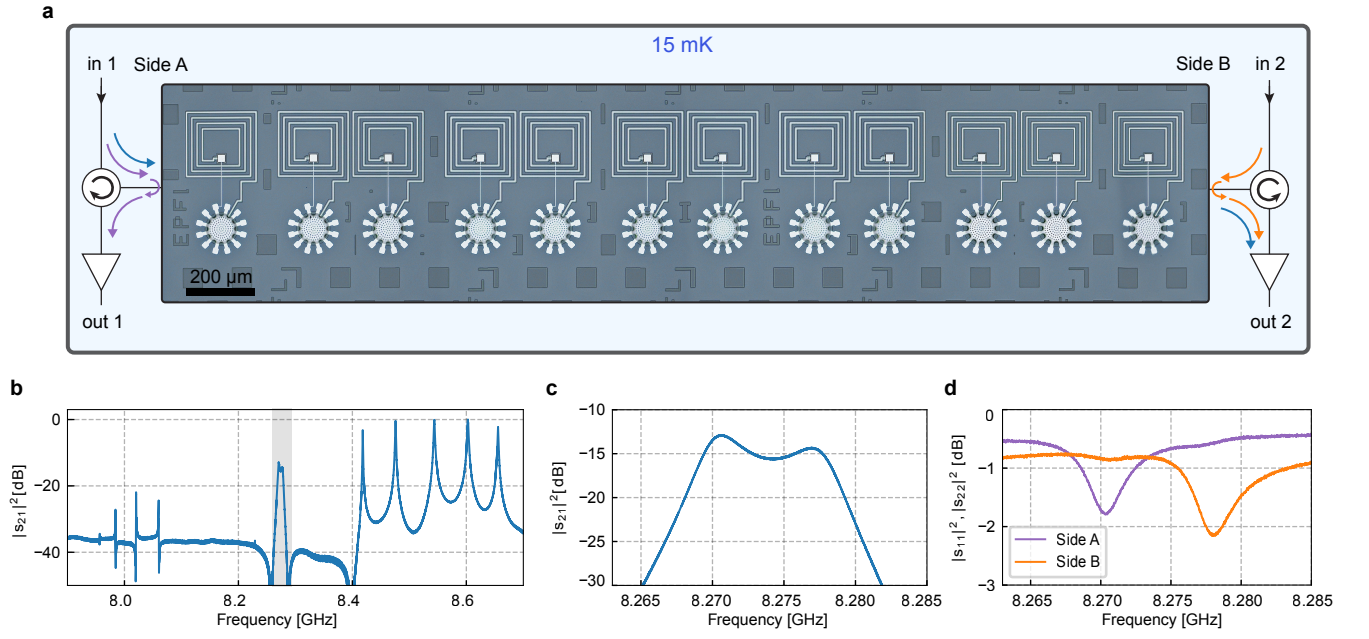 a
15 mK
in 1
Side A
Side B
in 2
EPFL
EPFL
200 μm
out 1
out 2
b
c
d
|s21|² [dB]
0
−20
−40
8.0
8.2
8.4
8.6
Frequency [GHz]
|s21|² [dB]
−10
−15
−20
−25
−30
8.265
8.270
8.275
8.280
8.285
Frequency [GHz]
|s11|², |s22|² [dB]
0
−1
−2
−3
Side A
Side B
8.265
8.270
8.275
8.280
8.285
Frequency [GHz]